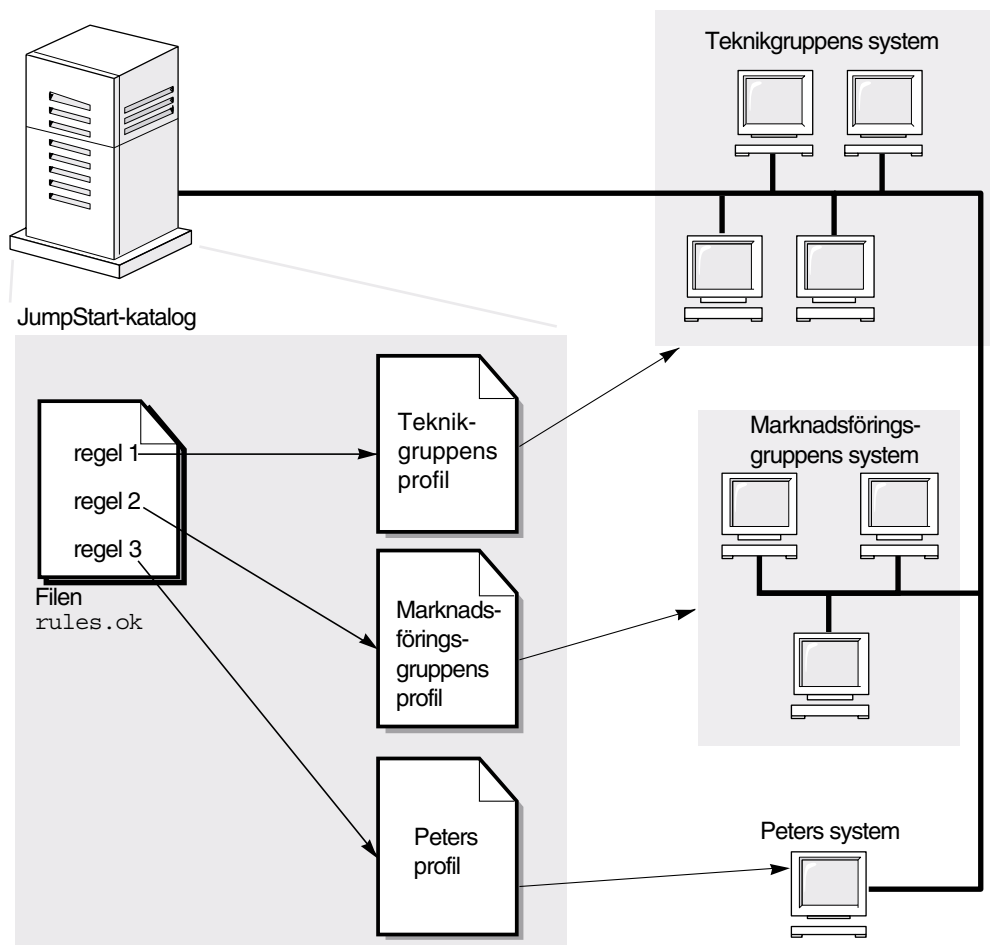 Teknikgruppens system
JumpStart-katalog
regel 1
regel 2
regel 3
Filen
rules.ok
Teknik-
gruppens
profil
Marknads-
förings-
gruppens
profil
Peters
profil
Marknadsförings-
gruppens system
Peters system